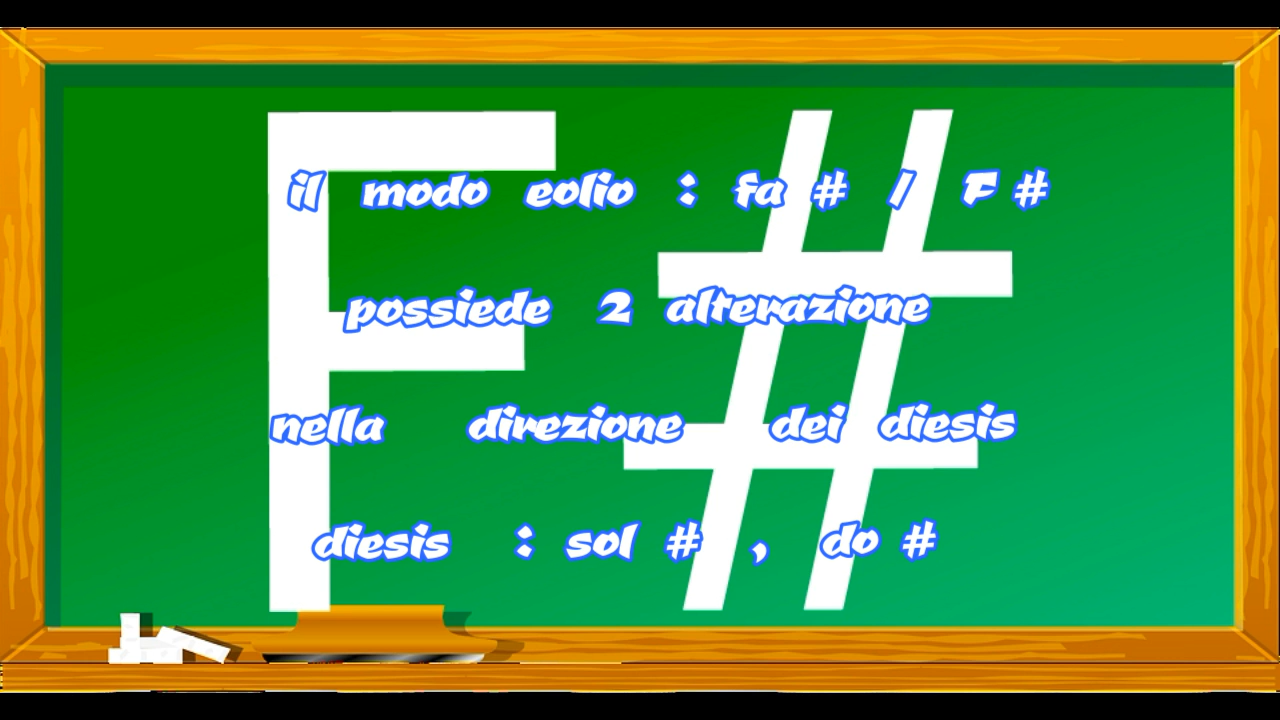 F#
il modo eolio : fa # / F #
possiede 2 alterazione
nella direzione dei diesis
diesis : sol # , do #